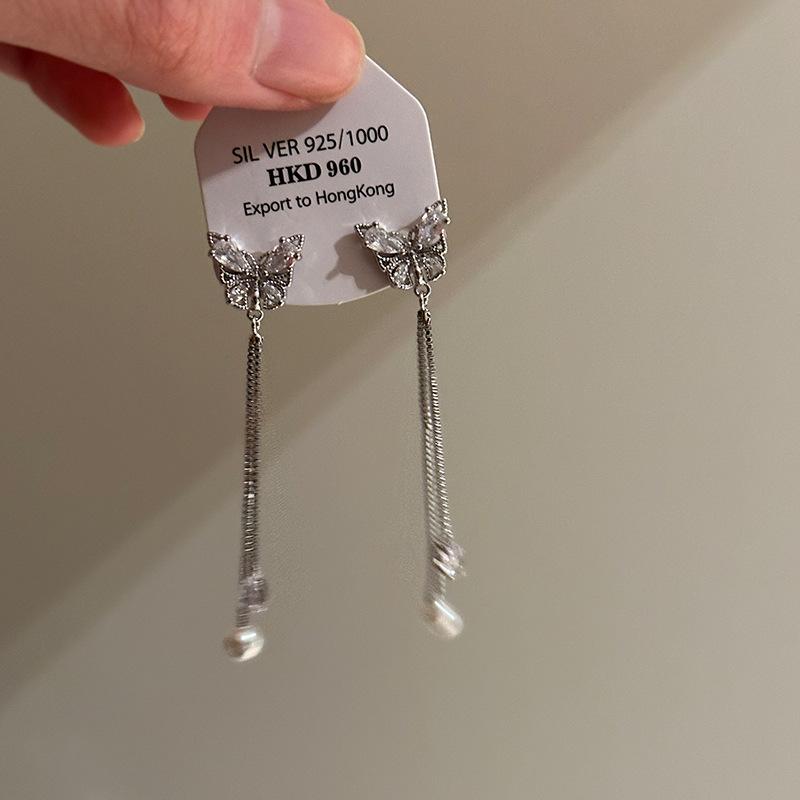 SIL VER 925/1000
HKD 960
Export to HongKong